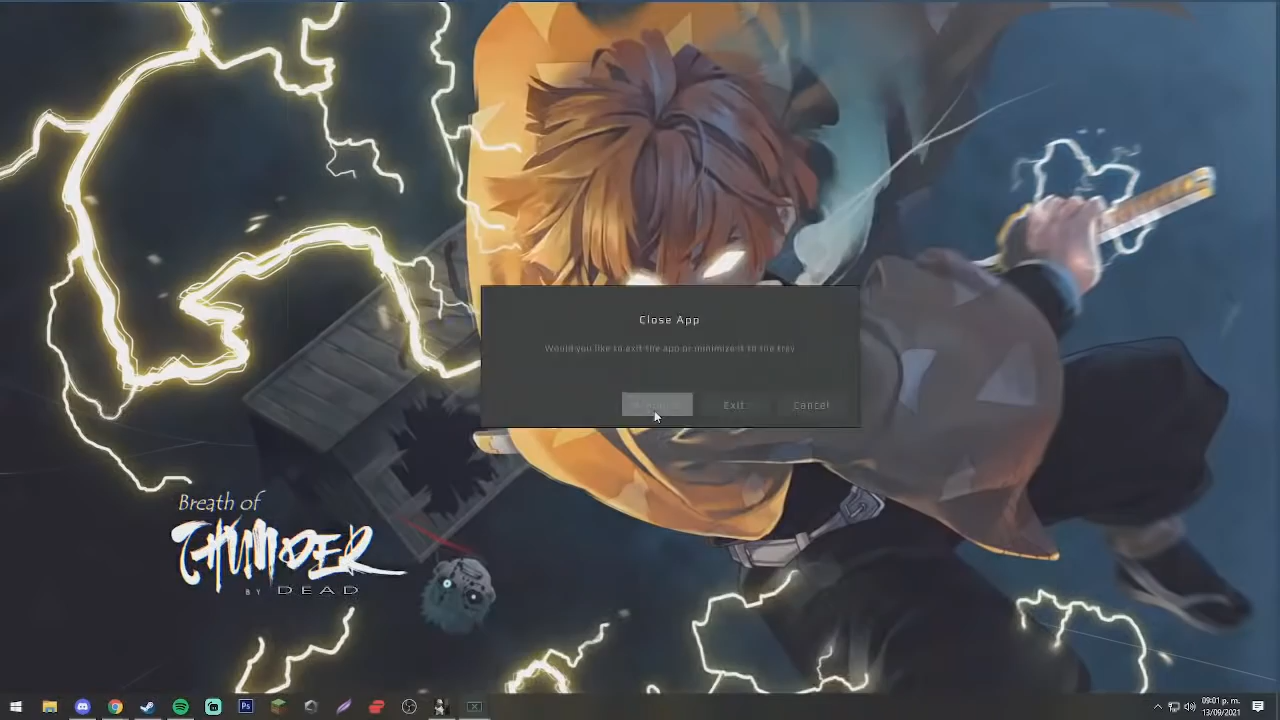 Close App
Would you like to exit the app or minimize it to the tray
Exit
Cancel
Breath of
THUNDER
BY DEAD
Ps
09:01 p. m.
13/09/2021